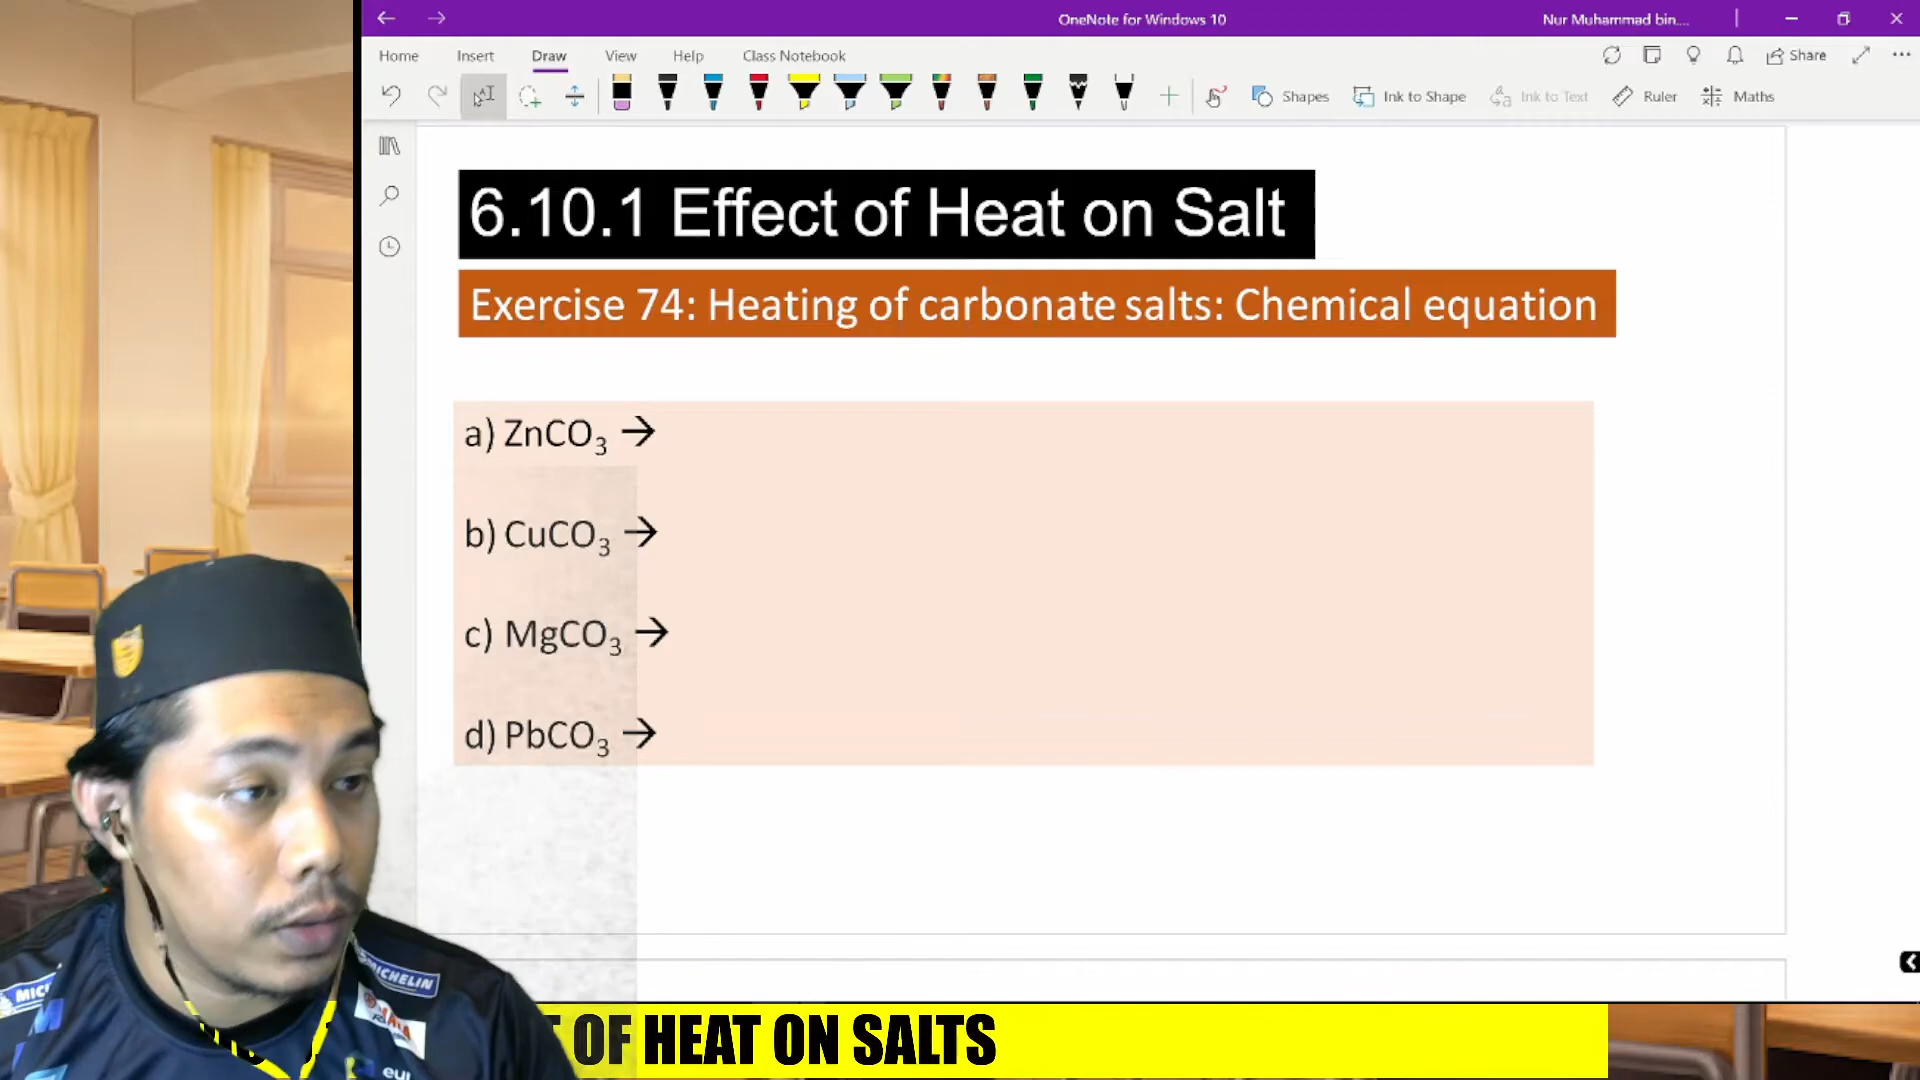 OneNote for Windows 10
Nur Muhammad bin....
Home Insert Draw View Help Class Notebook
Share
Shapes Ink to Shape Ink to Text Ruler Maths
6.10.1 Effect of Heat on Salt
Exercise 74: Heating of carbonate salts: Chemical equation
a) ZnCO₃ →
b) CuCO₃ →
c) MgCO₃ →
d) PbCO₃ →
MICHELIN
OF HEAT ON SALTS